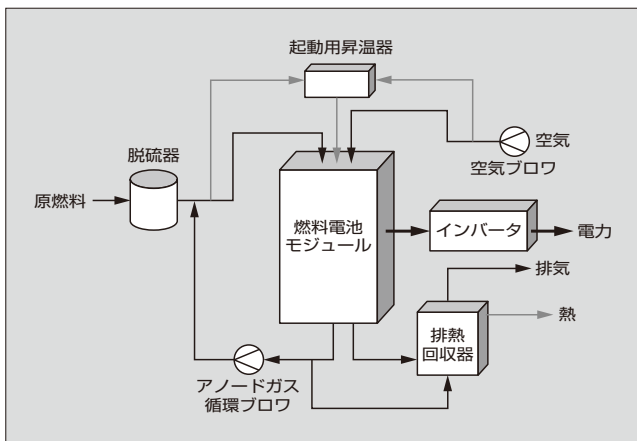 起動用昇温器
空気
空気ブロワ
脱硫器
原燃料
燃料電池
モジュール
インバータ
電力
排気
熱
排熱
回収器
アノードガス
循環ブロワ